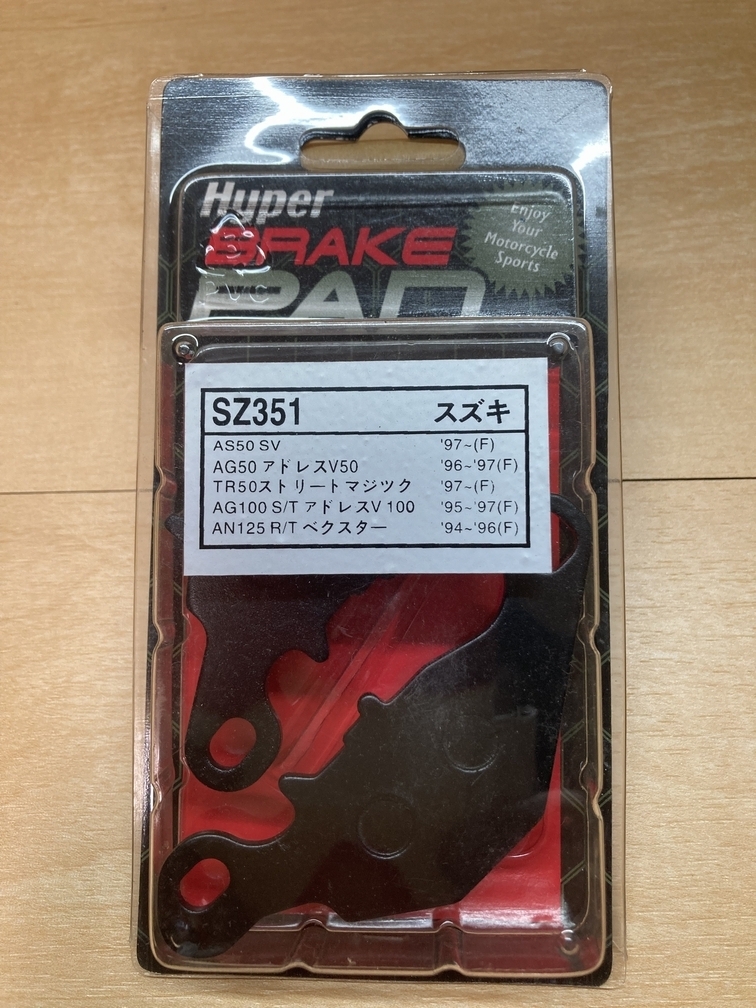 Hyper
BRAKE
PAD
Enjoy
Your
Motorcycle
Sports
PVC
SZ351 スズキ
AS50 SV '97~(F)
AG50 アドレスV50 '96~'97(F)
TR50ストリートマジック '97~(F)
AG100 S/T アドレスV 100 '95~'97(F)
AN125 R/T ベクスター '94~'96(F)